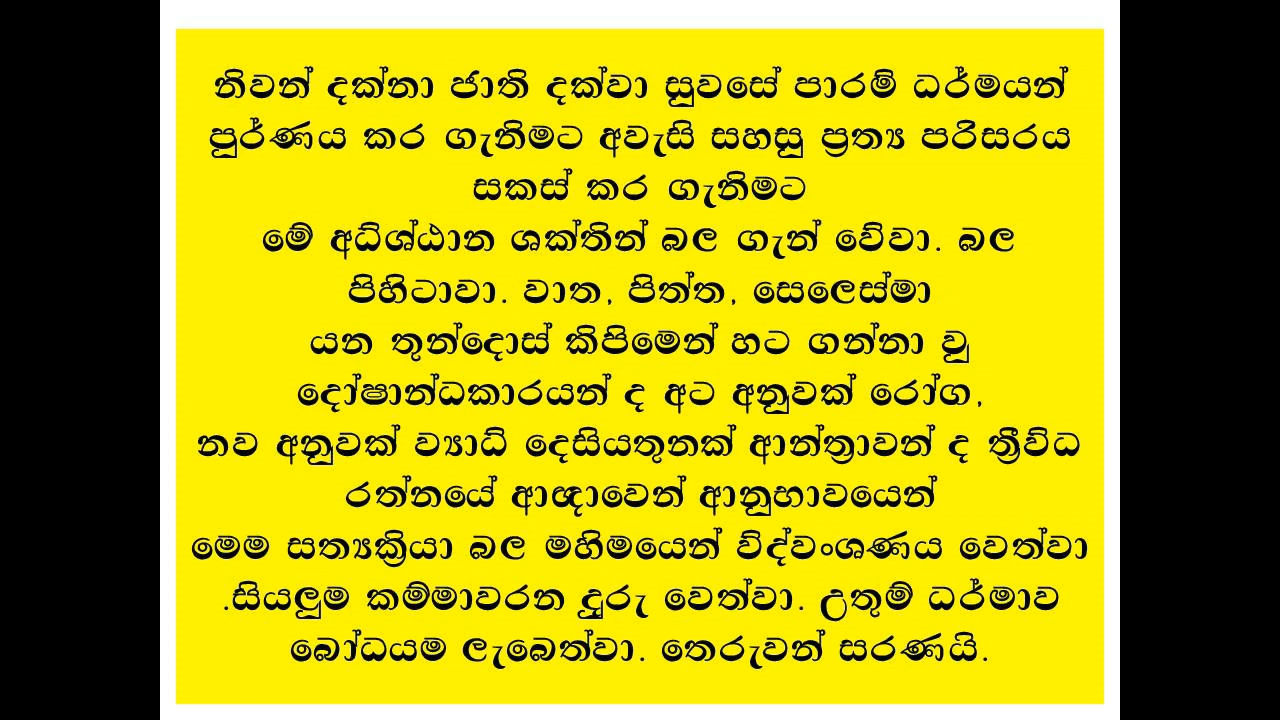 නිවන් දක්නා ජාති දක්වා සුවසේ පාරමි ධර්මයන්
පුර්ණය කර ගැනිමට අවැසි සහසු ප්‍රත්‍ය පරිසරය
සකස් කර ගැනිමට
මේ අධිශ්ඨාන ශක්තින් බල ගැන් වේවා. බල
පිහිටාවා. වාත, පිත්ත, සෙලෙස්මා
යන තුන්දොස් කිපිමෙන් හට ගන්නා වු
දෝෂාන්ධකාරයන් ද අට අනුවක් රෝග,
නව අනුවක් ව්‍යාධි දෙසියතුනක් ආන්ත්‍රාවන් ද ත්‍රීවිධ
රත්නයේ ආඥාවෙන් ආනුභාවයෙන්
මෙම සත්‍යක්‍රියා බල මහිමයෙන් විද්වංශණය වෙත්වා
.සියලුම කම්මාවරන දුරු වෙත්වා. උතුම් ධර්මාව
බෝධයම ලැබෙත්වා. තෙරුවන් සරණයි.